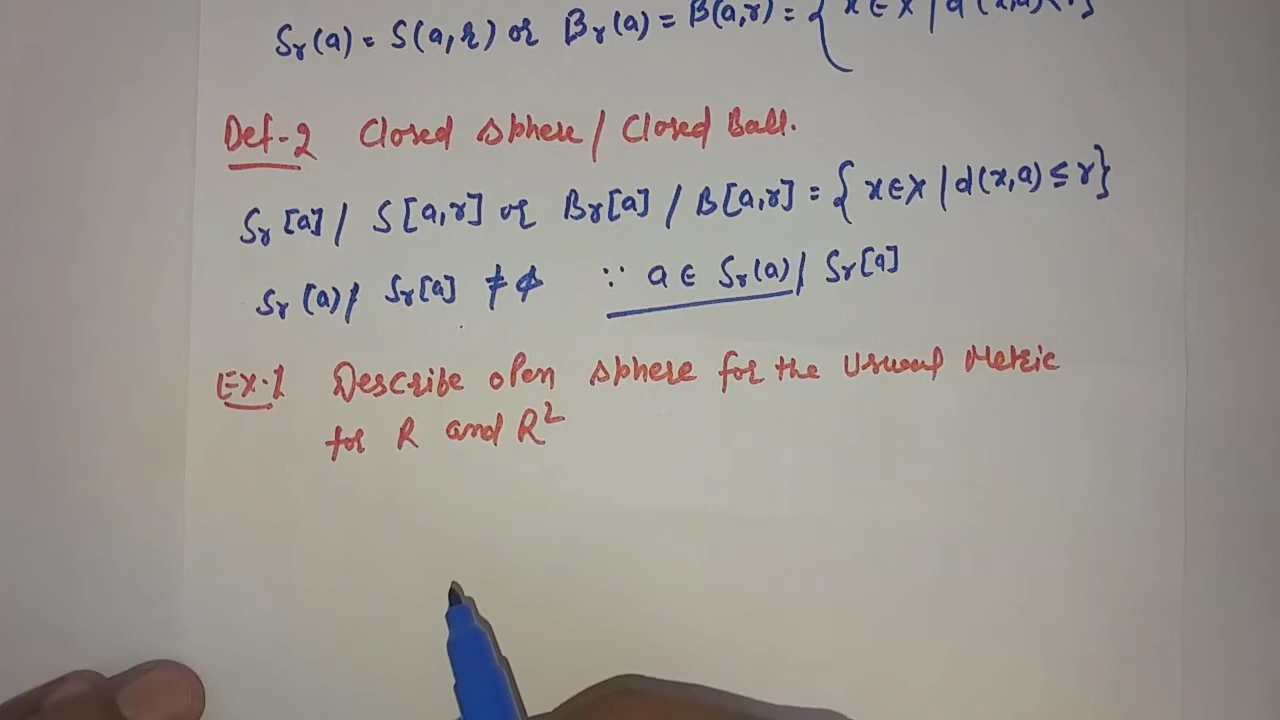 Sr(a) = S(a,r) or Br(a) = B(a,r) = { x ∈ X | d(x,a) < r }
Def-2 Closed sphere / Closed Ball.
Sr[a] / S[a,r] or Br[a] / B[a,r] = { x ∈ X | d(x,a) ≤ r }
Sr(a) / Sr[a] ≠ φ ∵ a ∈ Sr(a) / Sr[a]
Ex.1 Describe open sphere for the Usual Metric
for R and R²